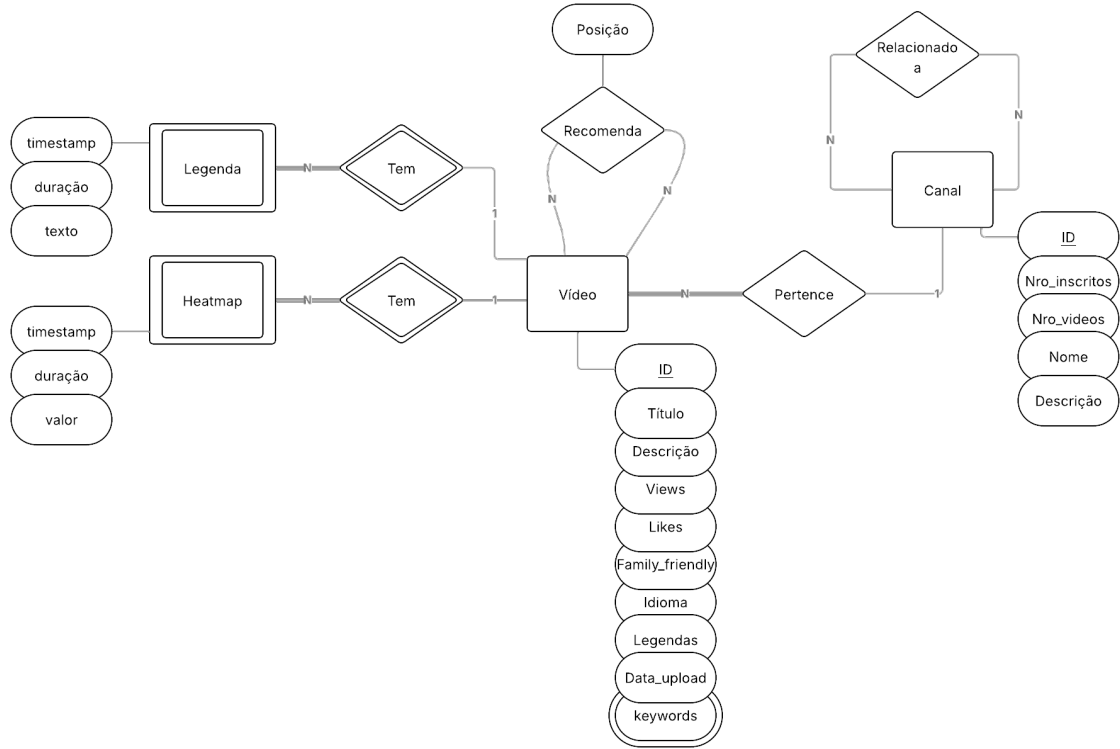 Posição
Relacionado
a
Recomenda
N
N
N
N
timestamp
duração
texto
Legenda
N
Tem
1
Canal
ID
Nro_inscritos
Nro_videos
Nome
Descrição
timestamp
duração
valor
Heatmap
N
Tem
1
Vídeo
N
Pertence
1
ID
Título
Descrição
Views
Likes
Family_friendly
Idioma
Legendas
Data_upload
keywords